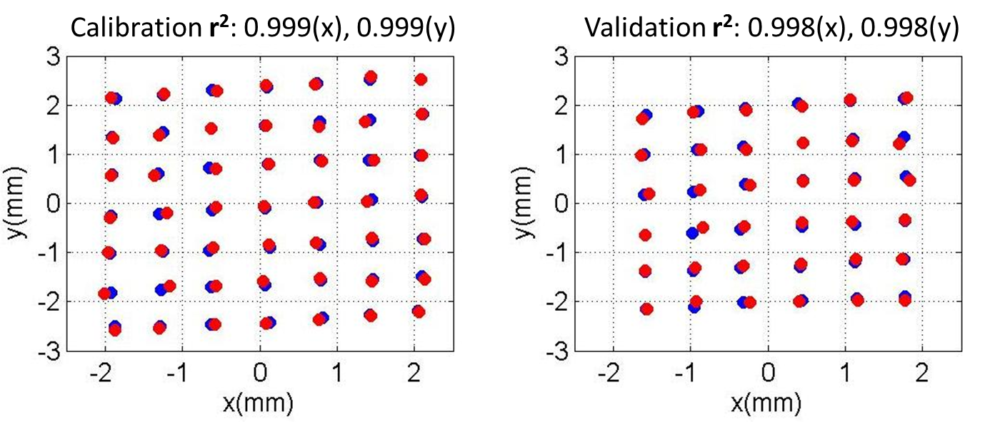 Calibration r²: 0.999(x), 0.999(y)
3
2
1
0
-1
-2
-3
y(mm)
-2 -1 0 1 2
x(mm)
Validation r²: 0.998(x), 0.998(y)
3
2
1
0
-1
-2
-3
y(mm)
-2 -1 0 1 2
x(mm)